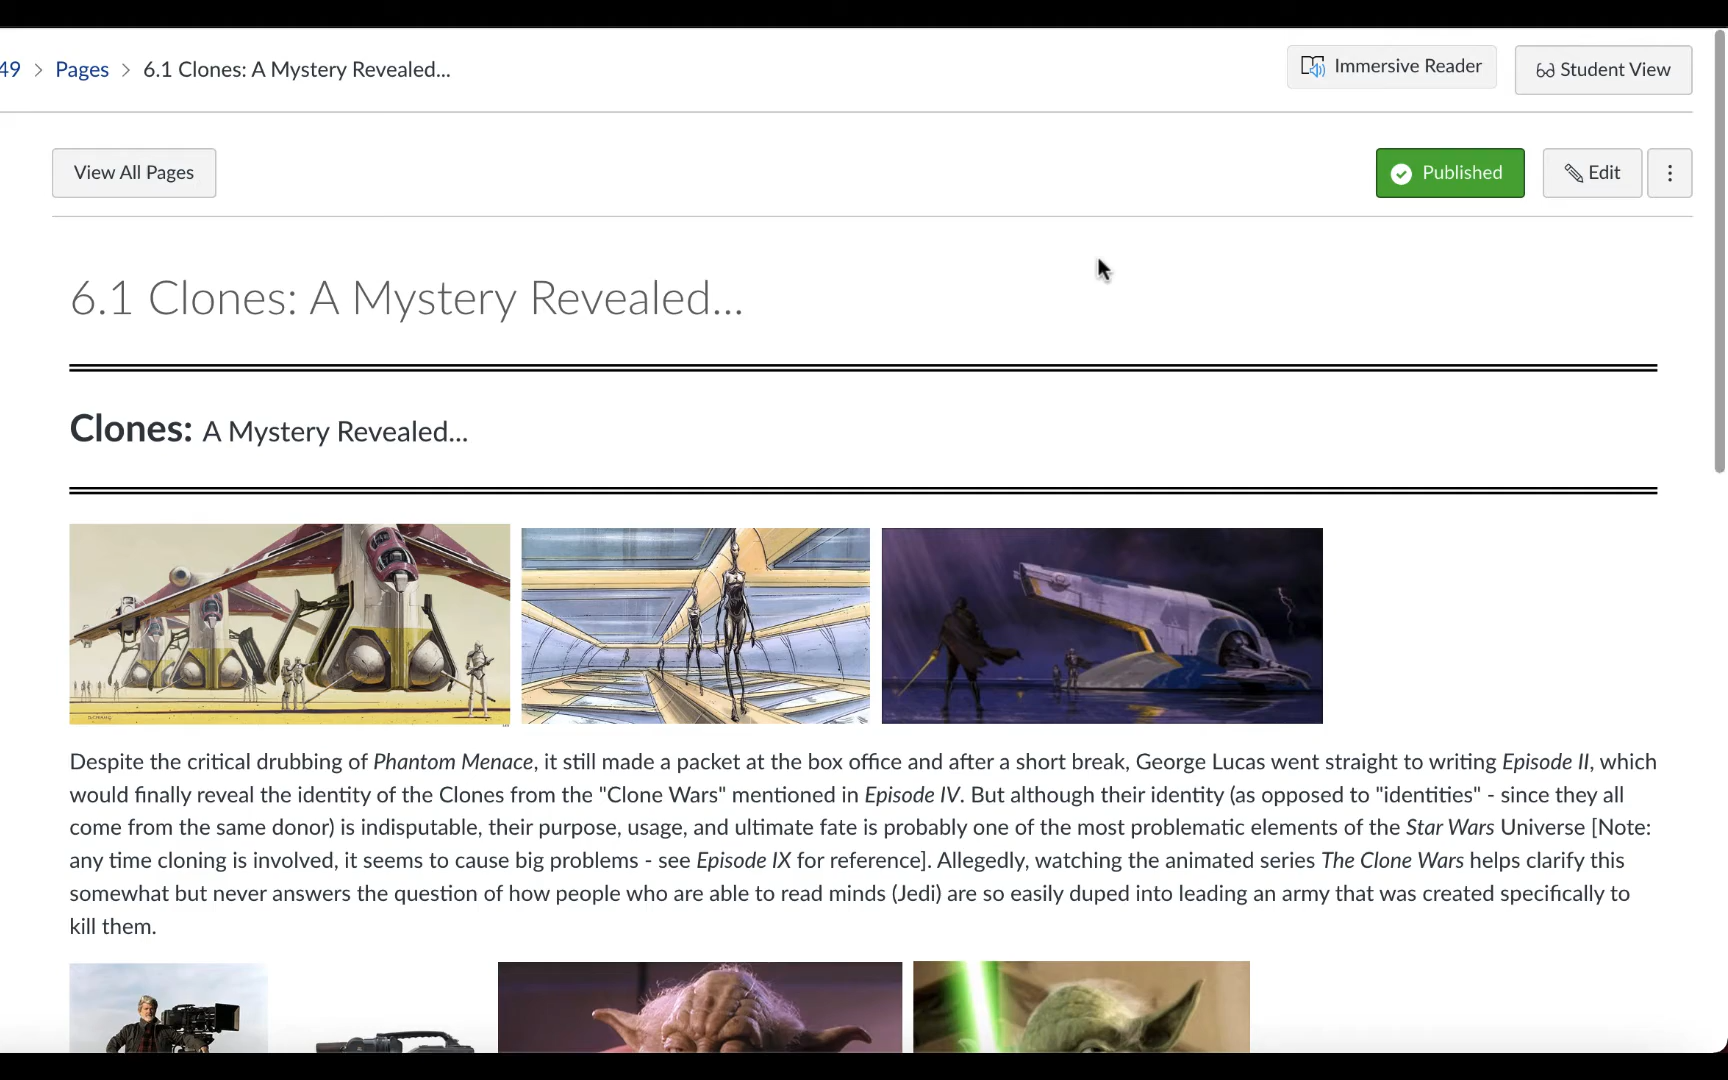 49 > Pages > 6.1 Clones: A Mystery Revealed...
Immersive Reader
Student View
View All Pages
Published
Edit
6.1 Clones: A Mystery Revealed...
Clones: A Mystery Revealed...
Despite the critical drubbing of Phantom Menace, it still made a packet at the box office and after a short break, George Lucas went straight to writing Episode II, which
would finally reveal the identity of the Clones from the "Clone Wars" mentioned in Episode IV. But although their identity (as opposed to "identities" - since they all
come from the same donor) is indisputable, their purpose, usage, and ultimate fate is probably one of the most problematic elements of the Star Wars Universe [Note:
any time cloning is involved, it seems to cause big problems - see Episode IX for reference]. Allegedly, watching the animated series The Clone Wars helps clarify this
somewhat but never answers the question of how people who are able to read minds (Jedi) are so easily duped into leading an army that was created specifically to
kill them.